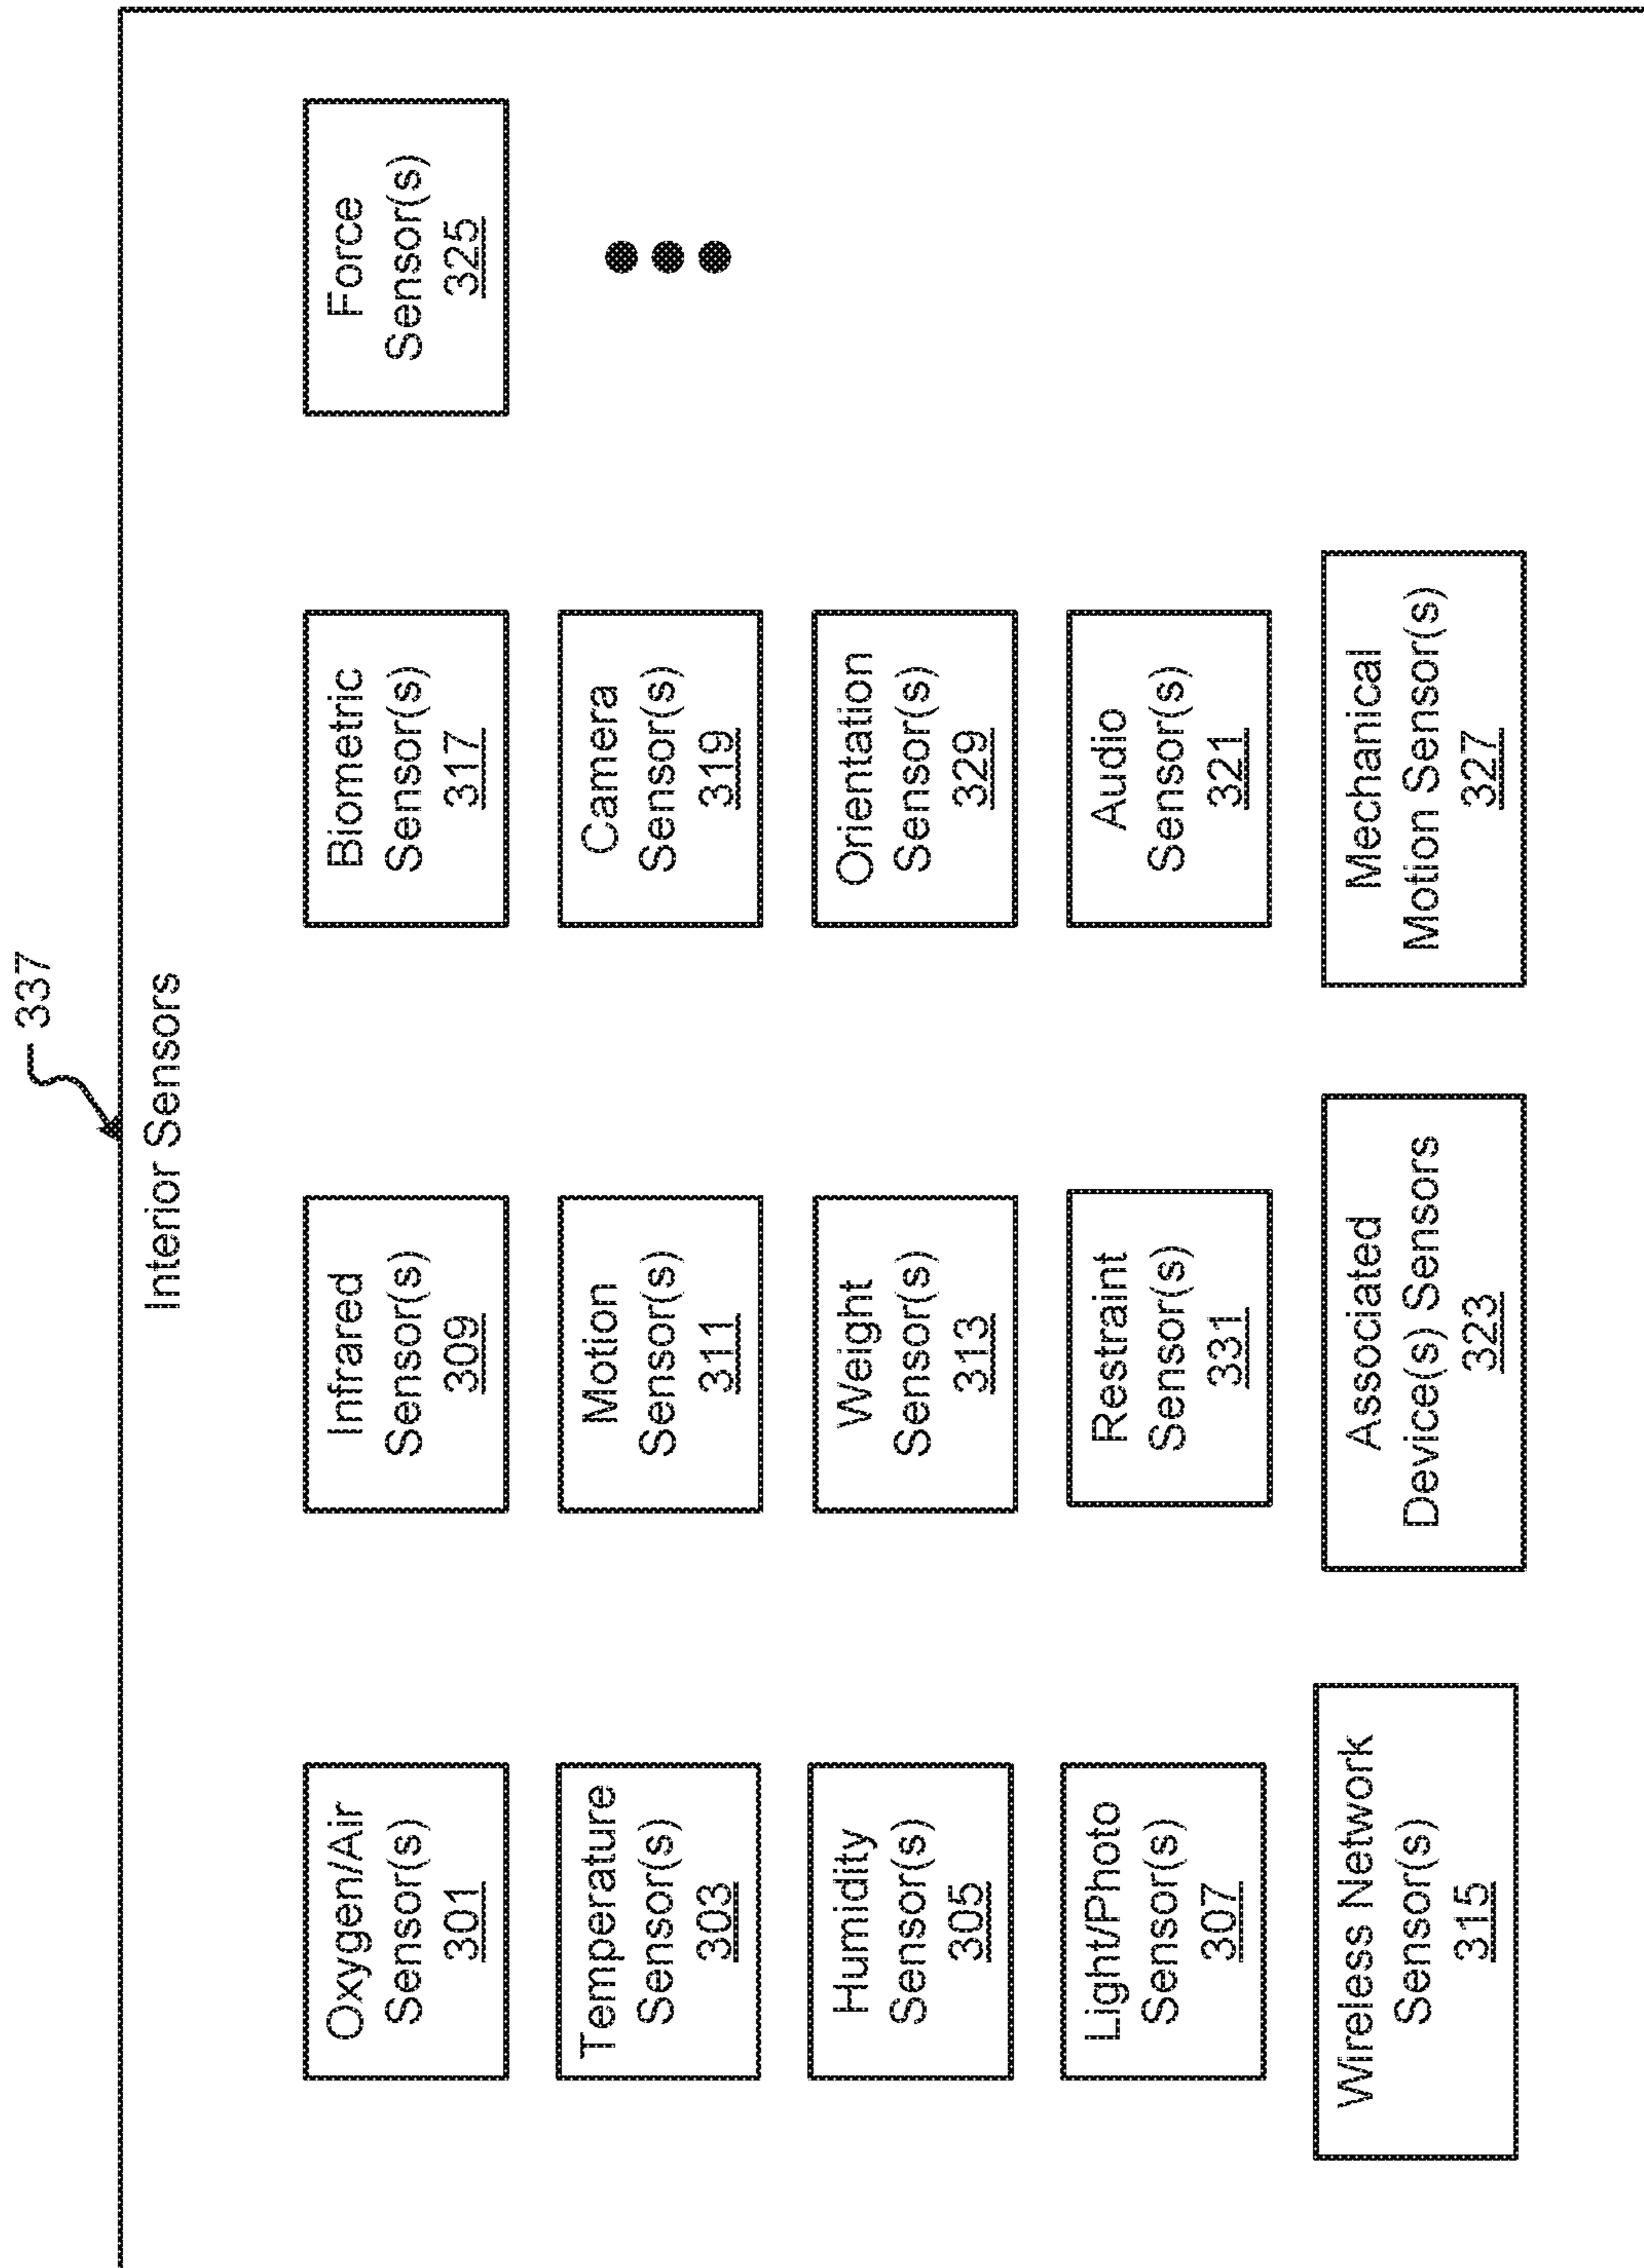 337
Interior Sensors
Oxygen/Air
Sensor(s)
301
Temperature
Sensor(s)
303
Humidity
Sensor(s)
305
Light/Photo
Sensor(s)
307
Wireless Network
Sensor(s)
315
Infrared
Sensor(s)
309
Motion
Sensor(s)
311
Weight
Sensor(s)
313
Restraint
Sensor(s)
331
Associated
Device(s) Sensors
323
Biometric
Sensor(s)
317
Camera
Sensor(s)
319
Orientation
Sensor(s)
329
Audio
Sensor(s)
321
Mechanical
Motion Sensor(s)
327
Force
Sensor(s)
325